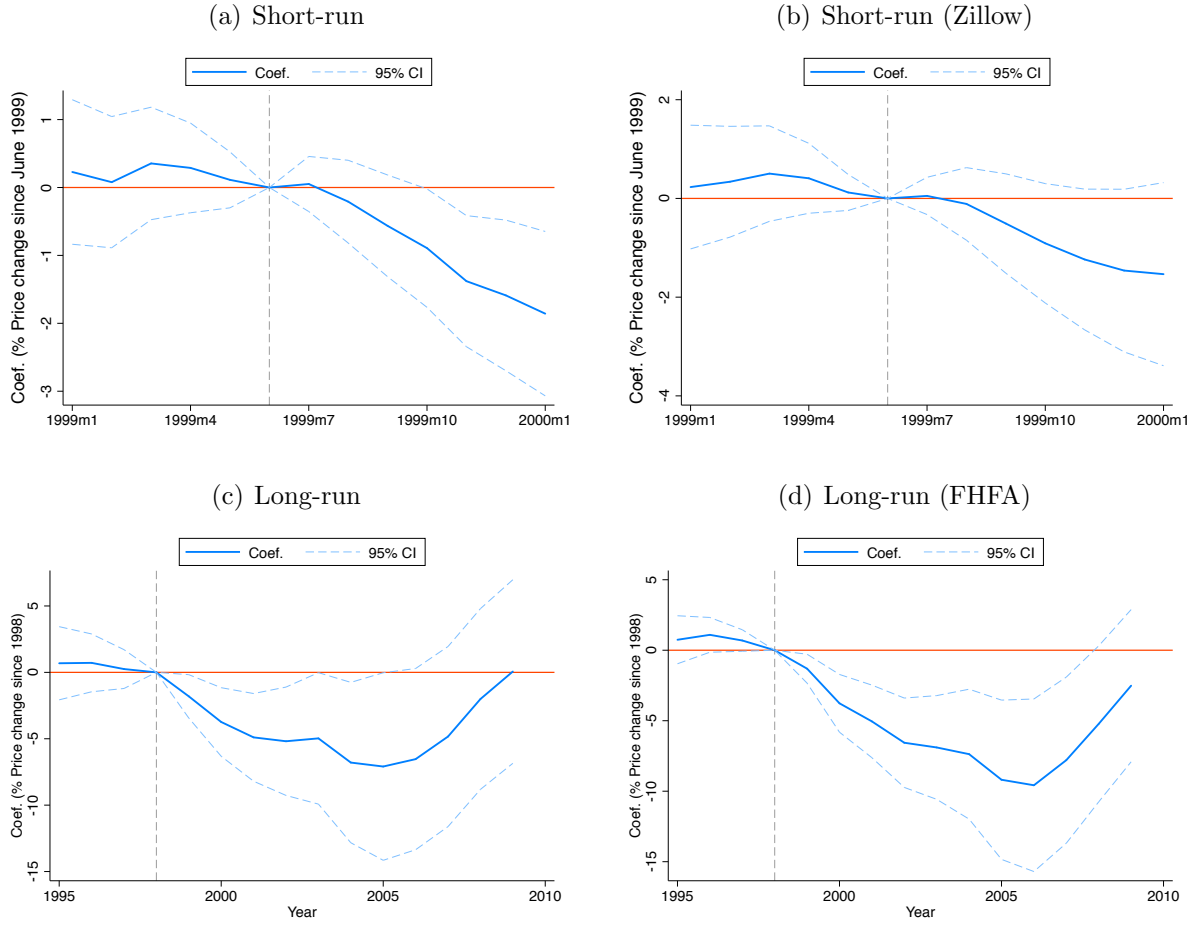 (a) Short-run
Coef. 95% CI
Coef. (% Price change since June 1999)
1
0
-1
-2
-3
1999m1 1999m4 1999m7 1999m10 2000m1
(b) Short-run (Zillow)
Coef. 95% CI
Coef. (% Price change since June 1999)
2
0
-2
-4
1999m1 1999m4 1999m7 1999m10 2000m1
(c) Long-run
Coef. 95% CI
Coef. (% Price change since 1998)
5
0
-5
-10
-15
1995 2000 2005 2010
Year
(d) Long-run (FHFA)
Coef. 95% CI
Coef. (% Price change since 1998)
5
0
-5
-10
-15
1995 2000 2005 2010
Year